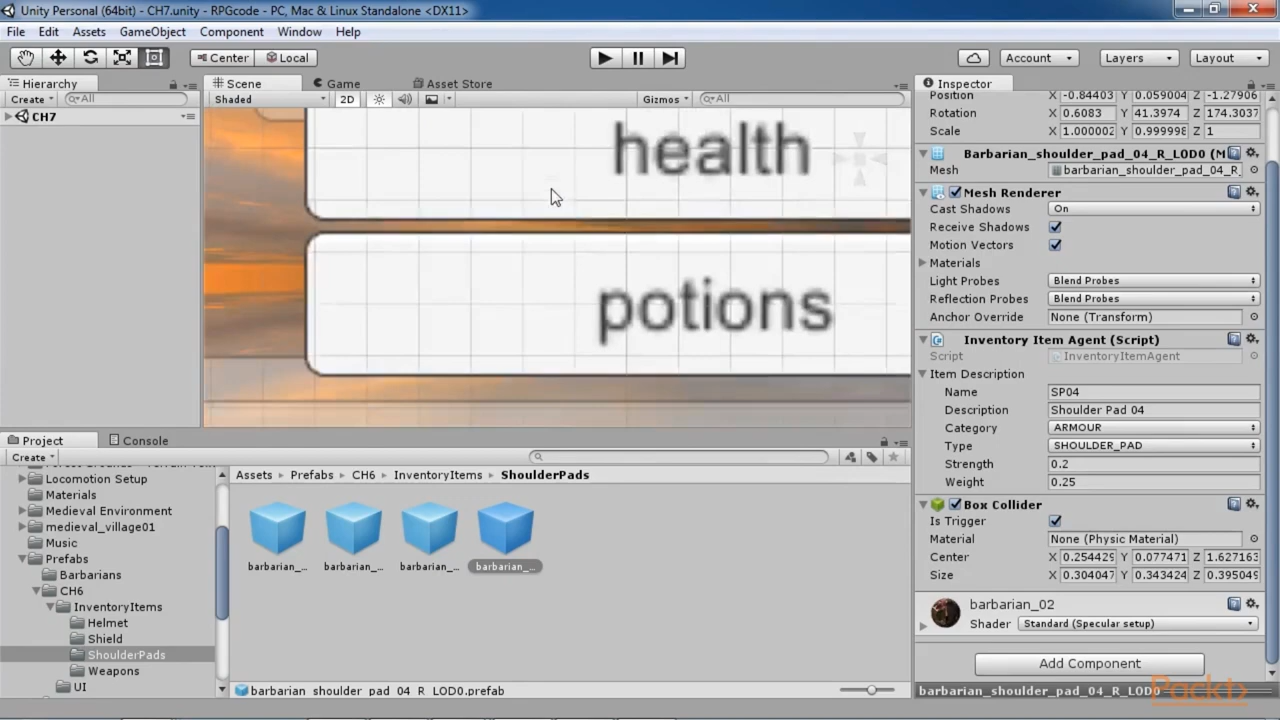 Unity Personal (64bit) - CH7.unity - RPGcode - PC, Mac & Linux Standalone <DX11>
File Edit Assets GameObject Component Window Help
Center Local Account Layers Layout
Hierarchy
Create All
CH7
Scene Game Asset Store
Shaded 2D Gizmos All
health
potions
Inspector
Position X -0.84403 Y 0.059004 Z -1.27906
Rotation X 0.6083 Y 41.3974 Z 174.3037
Scale X 1.000002 Y 0.999998 Z 1
Barbarian_shoulder_pad_04_R_LOD0 (M
Mesh barbarian_shoulder_pad_04_R_
Mesh Renderer
Cast Shadows On
Receive Shadows
Motion Vectors
Materials
Light Probes Blend Probes
Reflection Probes Blend Probes
Anchor Override None (Transform)
Inventory Item Agent (Script)
Script InventoryItemAgent
Item Description
Name SP04
Description Shoulder Pad 04
Category ARMOUR
Type SHOULDER_PAD
Strength 0.2
Weight 0.25
Box Collider
Is Trigger
Material None (Physic Material)
Center X 0.254429 Y 0.077471 Z 1.627163
Size X 0.304047 Y 0.343424 Z 0.395049
barbarian_02
Shader Standard (Specular setup)
Add Component
barbarian_shoulder_pad_04_R_LOD0
Packt>
Project Console
Create
Locomotion Setup
Materials
Medieval Environment
medieval_village01
Music
Prefabs
Barbarians
CH6
InventoryItems
Helmet
Shield
ShoulderPads
Weapons
UI
Assets Prefabs CH6 InventoryItems ShoulderPads
barbarian_... barbarian_... barbarian_... barbarian_...
barbarian_shoulder_pad_04_R_LOD0.prefab